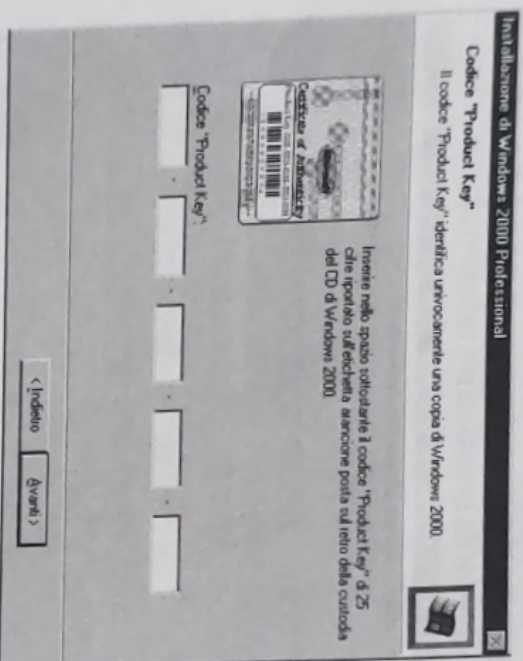 Installazione di Windows 2000 Professional
Codice "Product Key"
Il codice "Product Key" identifica univocamente una copia di Windows 2000.
Inserire nello spazio sottostante il codice "Product Key" di 25
cifre riportato sull'etichetta arancione posta sul retro della custodia
del CD di Windows 2000.
Certificate of Authenticity
Product Key:
Codice "Product Key":
- - - -
< Indietro
Avanti >